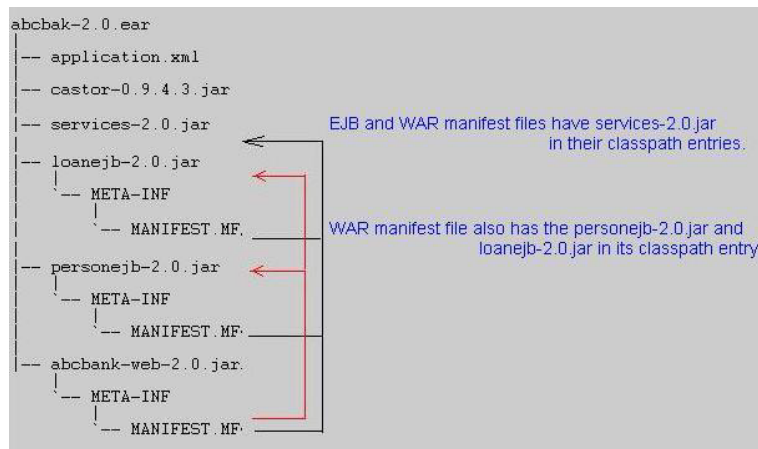 abcbak-2.0.ear
|-- application.xml
|-- castor-0.9.4.3.jar
|-- services-2.0.jar
EJB and WAR manifest files have services-2.0.jar
in their classpath entries.
|-- loanejb-2.0.jar
`-- META-INF
`-- MANIFEST.MF
WAR manifest file also has the personejb-2.0.jar and
loanejb-2.0.jar in its classpath entry
|-- personejb-2.0.jar
`-- META-INF
`-- MANIFEST.MF
|-- abcbank-web-2.0.jar
`-- META-INF
`-- MANIFEST.MF